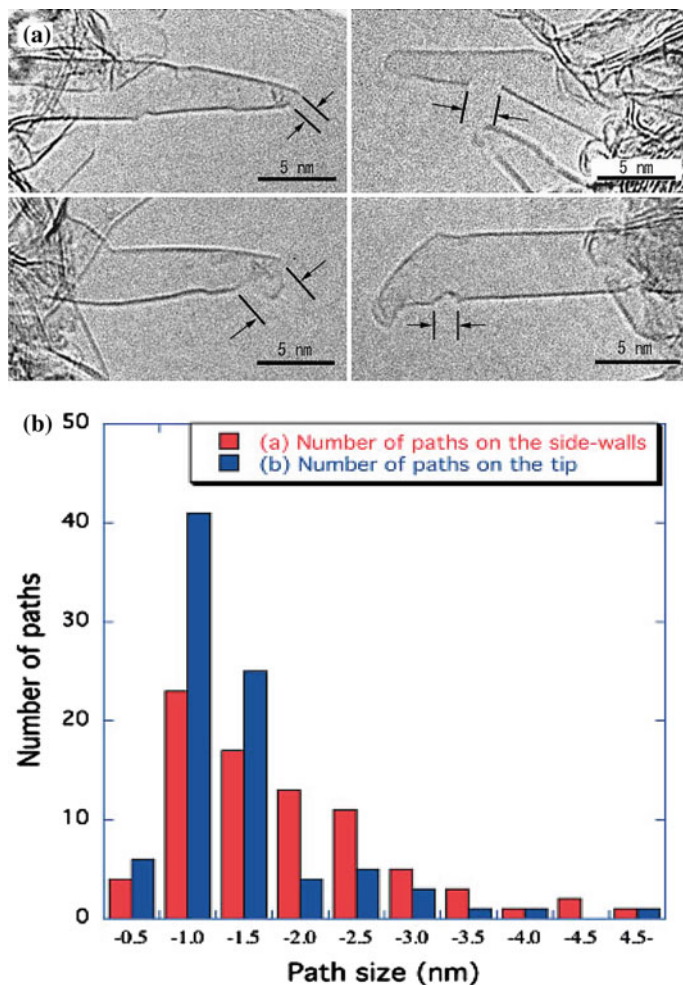 (a)
5 nm
5 nm
5 nm
5 nm
(b)
50
40
30
20
10
0
Number of paths
(a) Number of paths on the side-walls
(b) Number of paths on the tip
-0.5 -1.0 -1.5 -2.0 -2.5 -3.0 -3.5 -4.0 -4.5 4.5-
Path size (nm)